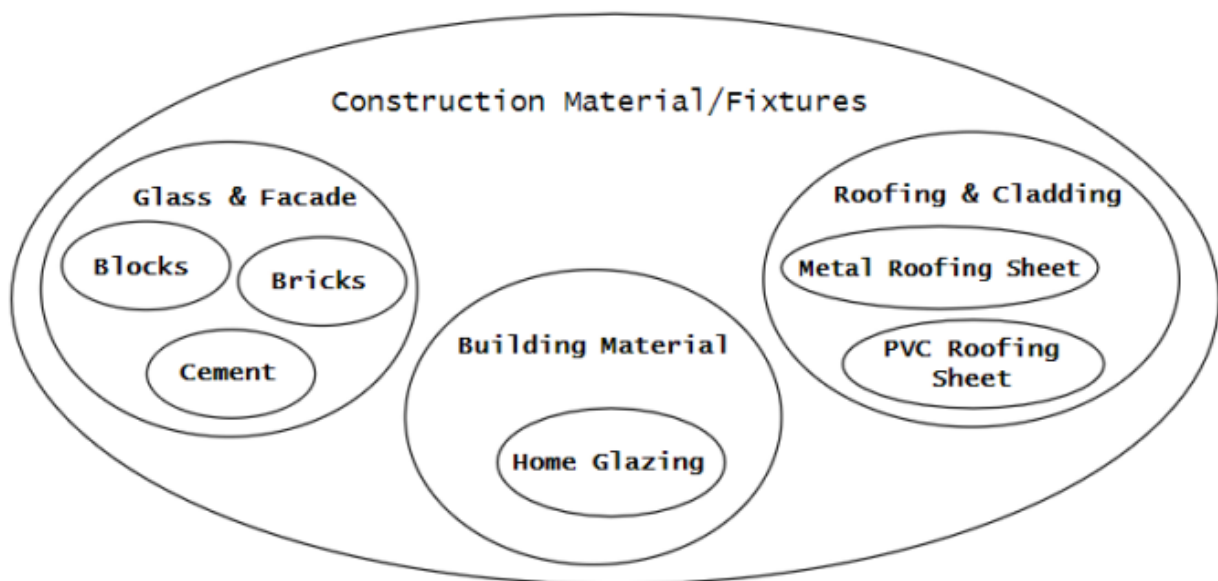 Construction Material/Fixtures
Glass & Facade
Blocks
Bricks
Cement
Building Material
Home Glazing
Roofing & Cladding
Metal Roofing Sheet
PVC Roofing
Sheet